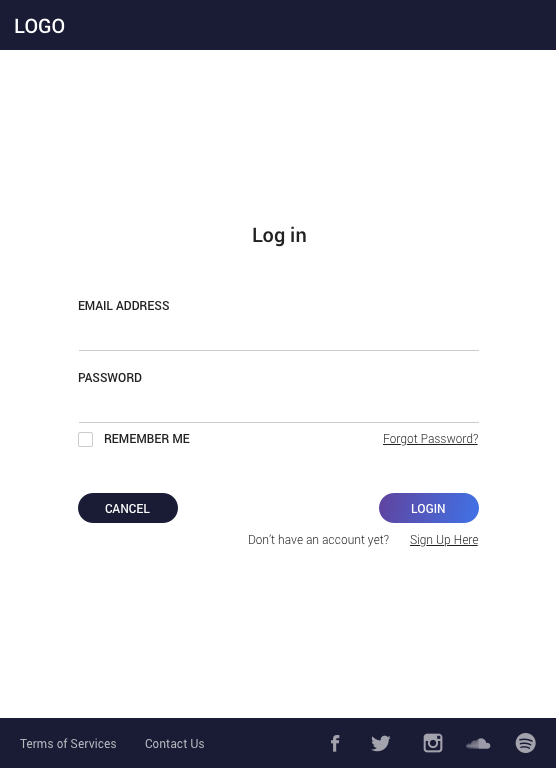 LOGO
Log in
EMAIL ADDRESS
PASSWORD
REMEMBER ME Forgot Password?
CANCEL LOGIN
Don't have an account yet? Sign Up Here
Terms of Services Contact Us